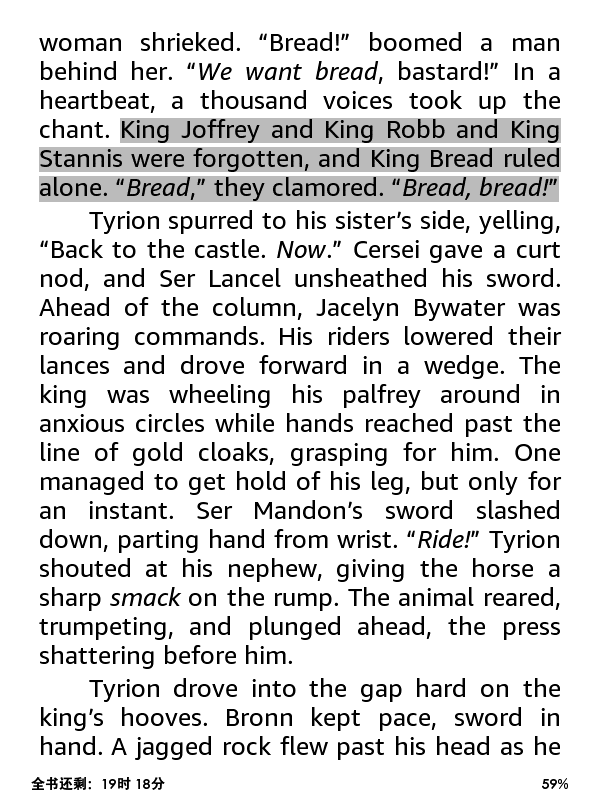 woman shrieked. “Bread!” boomed a man
behind her. “We want bread, bastard!” In a
heartbeat, a thousand voices took up the
chant. King Joffrey and King Robb and King
Stannis were forgotten, and King Bread ruled
alone. “Bread,” they clamored. “Bread, bread!”
Tyrion spurred to his sister’s side, yelling,
“Back to the castle. Now.” Cersei gave a curt
nod, and Ser Lancel unsheathed his sword.
Ahead of the column, Jacelyn Bywater was
roaring commands. His riders lowered their
lances and drove forward in a wedge. The
king was wheeling his palfrey around in
anxious circles while hands reached past the
line of gold cloaks, grasping for him. One
managed to get hold of his leg, but only for
an instant. Ser Mandon’s sword slashed
down, parting hand from wrist. “Ride!” Tyrion
shouted at his nephew, giving the horse a
sharp smack on the rump. The animal reared,
trumpeting, and plunged ahead, the press
shattering before him.
Tyrion drove into the gap hard on the
king’s hooves. Bronn kept pace, sword in
hand. A jagged rock flew past his head as he
全书还剩：19时 18分 59%